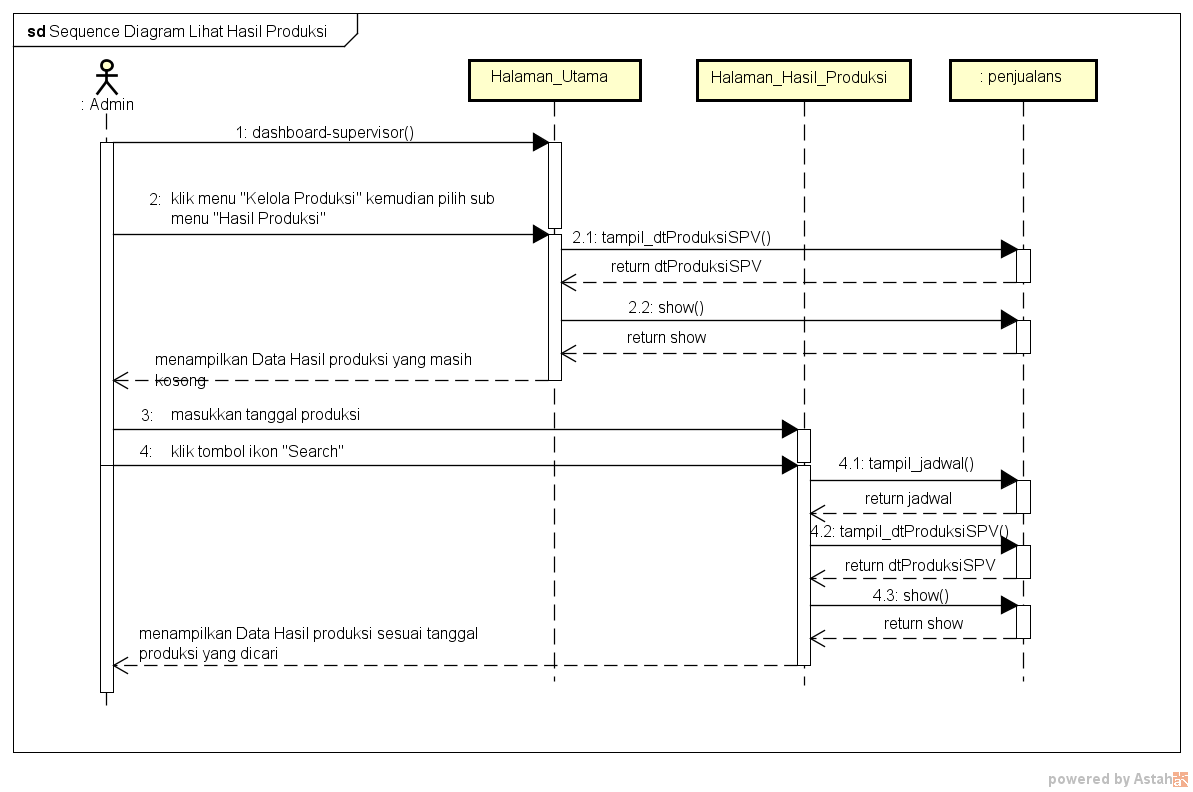 sd Sequence Diagram Lihat Hasil Produksi
: Admin
Halaman_Utama
Halaman_Hasil_Produksi
: penjualans
1: dashboard-supervisor()
2: klik menu "Kelola Produksi" kemudian pilih sub
menu "Hasil Produksi"
2.1: tampil_dtProduksiSPV()
return dtProduksiSPV
2.2: show()
return show
menampilkan Data Hasil produksi yang masih
kosong
3: masukkan tanggal produksi
4: klik tombol ikon "Search"
4.1: tampil_jadwal()
return jadwal
4.2: tampil_dtProduksiSPV()
return dtProduksiSPV
4.3: show()
return show
menampilkan Data Hasil produksi sesuai tanggal
produksi yang dicari
powered by Astah